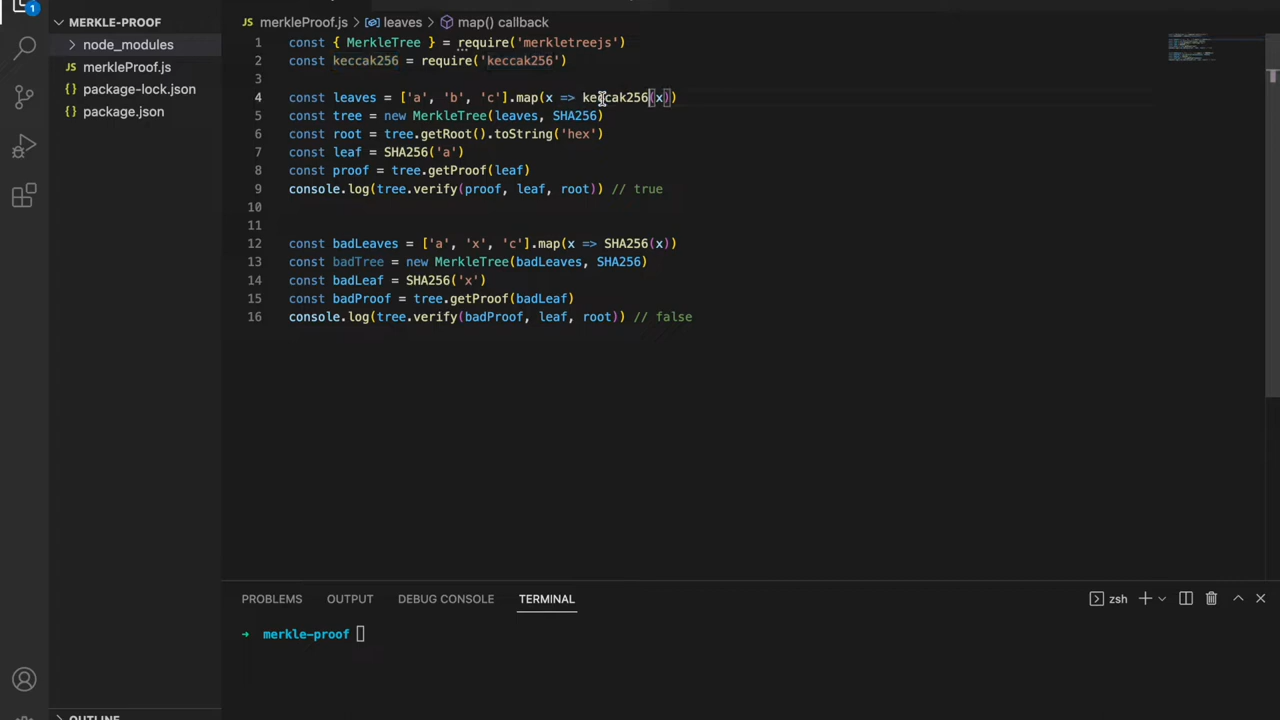 1
MERKLE-PROOF
node_modules
JS merkleProof.js
{} package-lock.json
{} package.json
OUTLINE
JS merkleProof.js > leaves > map() callback
1 const { MerkleTree } = require('merkletreejs')
2 const keccak256 = require('keccak256')
3
4 const leaves = ['a', 'b', 'c'].map(x => keccak256(x))
5 const tree = new MerkleTree(leaves, SHA256)
6 const root = tree.getRoot().toString('hex')
7 const leaf = SHA256('a')
8 const proof = tree.getProof(leaf)
9 console.log(tree.verify(proof, leaf, root)) // true
10
11
12 const badLeaves = ['a', 'x', 'c'].map(x => SHA256(x))
13 const badTree = new MerkleTree(badLeaves, SHA256)
14 const badLeaf = SHA256('x')
15 const badProof = tree.getProof(badLeaf)
16 console.log(tree.verify(badProof, leaf, root)) // false
PROBLEMS OUTPUT DEBUG CONSOLE TERMINAL zsh
→ merkle-proof